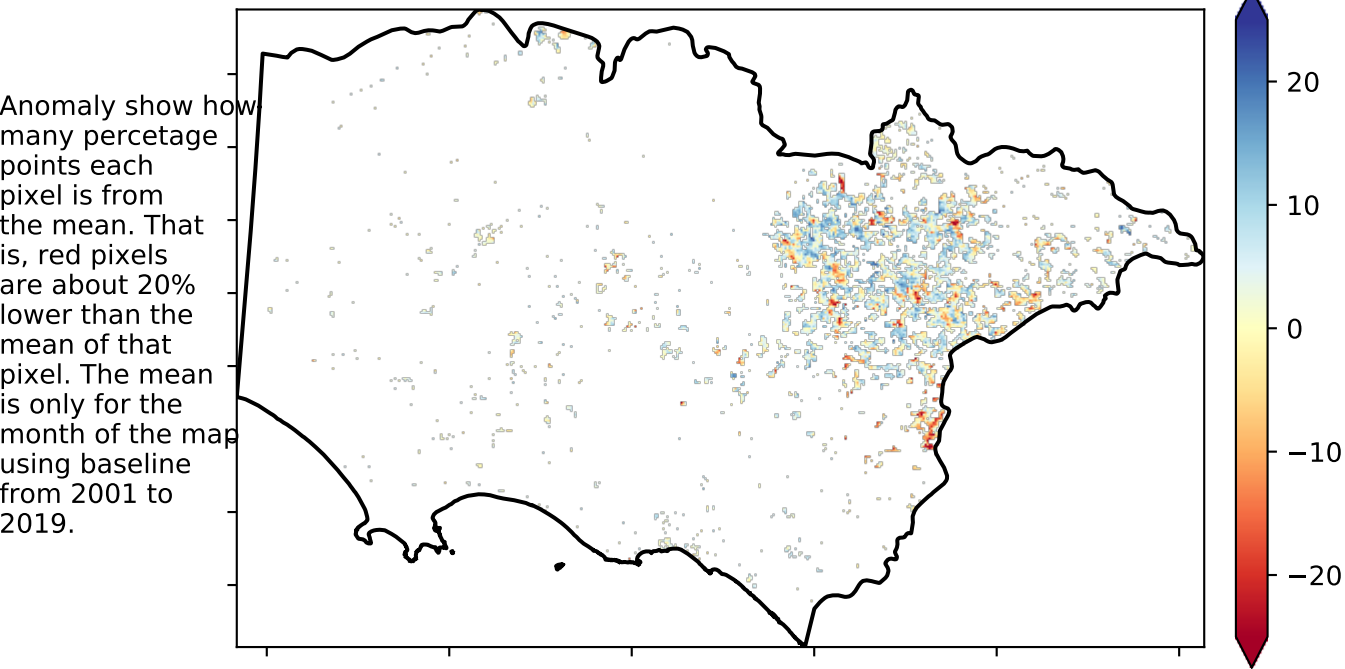 Anomaly show how
many percetage
points each
pixel is from
the mean. That
is, red pixels
are about 20%
lower than the
mean of that
pixel. The mean
is only for the
month of the map
using baseline
from 2001 to
2019.
20
10
0
−10
−20